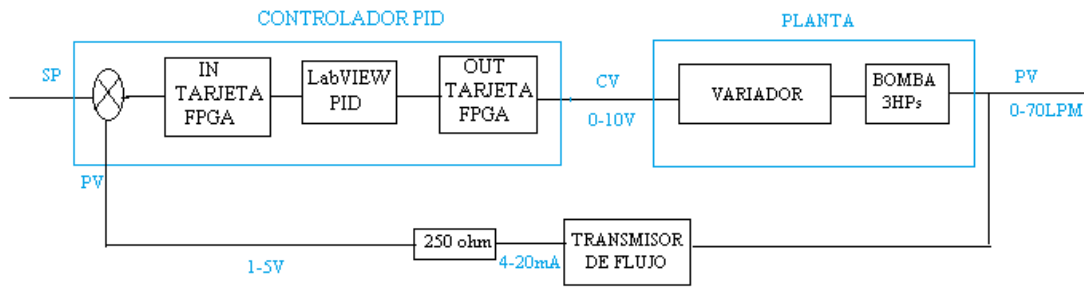 CONTROLADOR PID
PLANTA
SP
IN
TARJETA
FPGA
LabVIEW
PID
OUT
TARJETA
FPGA
CV
0-10V
VARIADOR
BOMBA
3HPs
PV
0-70LPM
PV
250 ohm
TRANSMISOR
DE FLUJO
1-5V
4-20mA